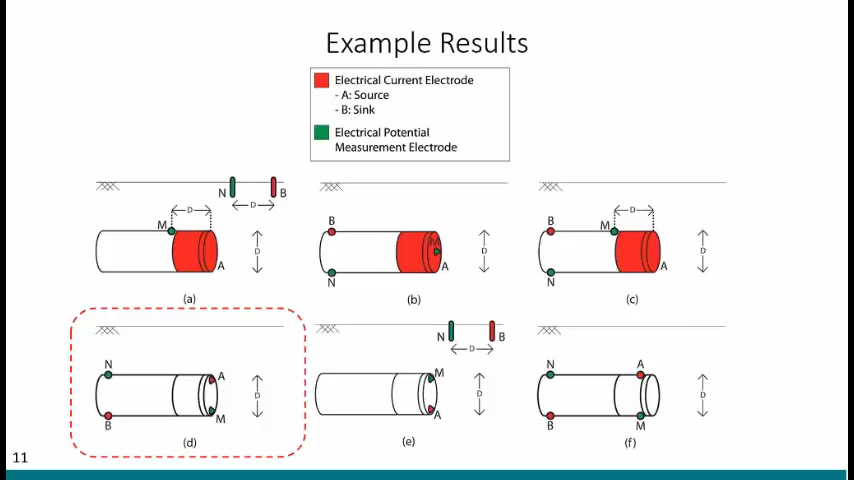 Example Results
Electrical Current Electrode
- A: Source
- B: Sink
Electrical Potential
Measurement Electrode
N
B
D
M
D
D
A
(a)
B
M
D
A
N
(b)
B
M
D
D
A
N
(c)
N
A
D
B
M
(d)
N
B
D
M
D
A
(e)
N
A
D
B
M
(f)
11